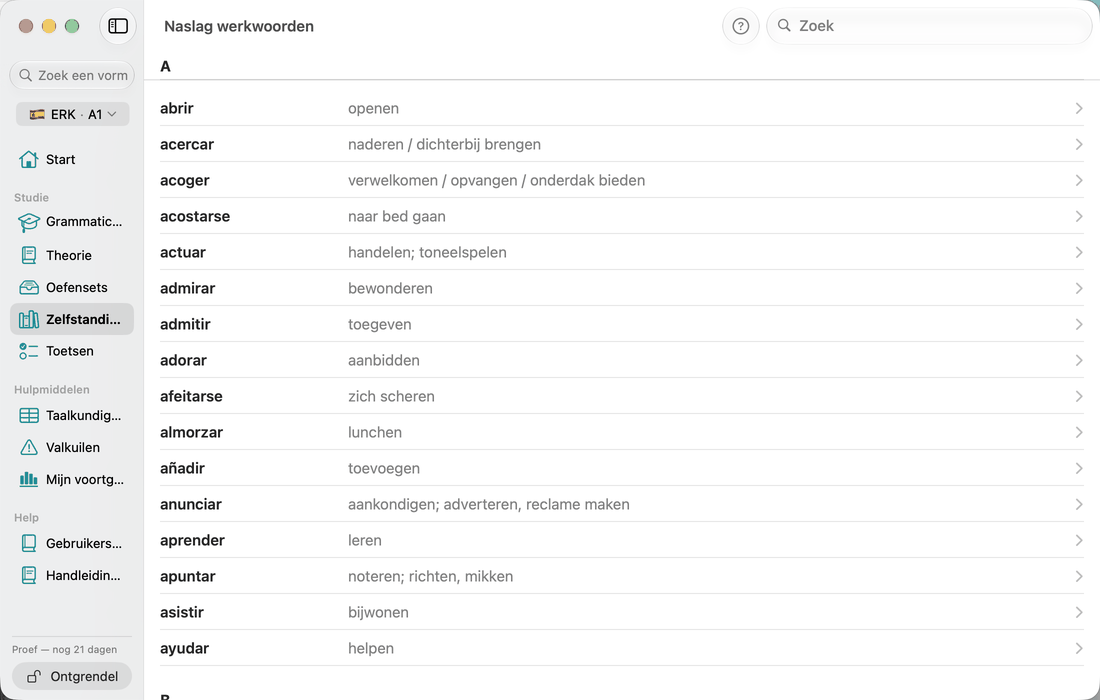 Naslag werkwoorden
Zoek
Zoek een vorm
ERK · A1
Start
Studie
Grammatic...
Theorie
Oefensets
Zelfstandi...
Toetsen
Hulpmiddelen
Taalkundig...
Valkuilen
Mijn voortg...
Help
Gebruikers...
Handleidin...
Proef — nog 21 dagen
Ontgrendel
A
abrir openen
acercar naderen / dichterbij brengen
acoger verwelkomen / opvangen / onderdak bieden
acostarse naar bed gaan
actuar handelen; toneelspelen
admirar bewonderen
admitir toegeven
adorar aanbidden
afeitarse zich scheren
almorzar lunchen
añadir toevoegen
anunciar aankondigen; adverteren, reclame maken
aprender leren
apuntar noteren; richten, mikken
asistir bijwonen
ayudar helpen